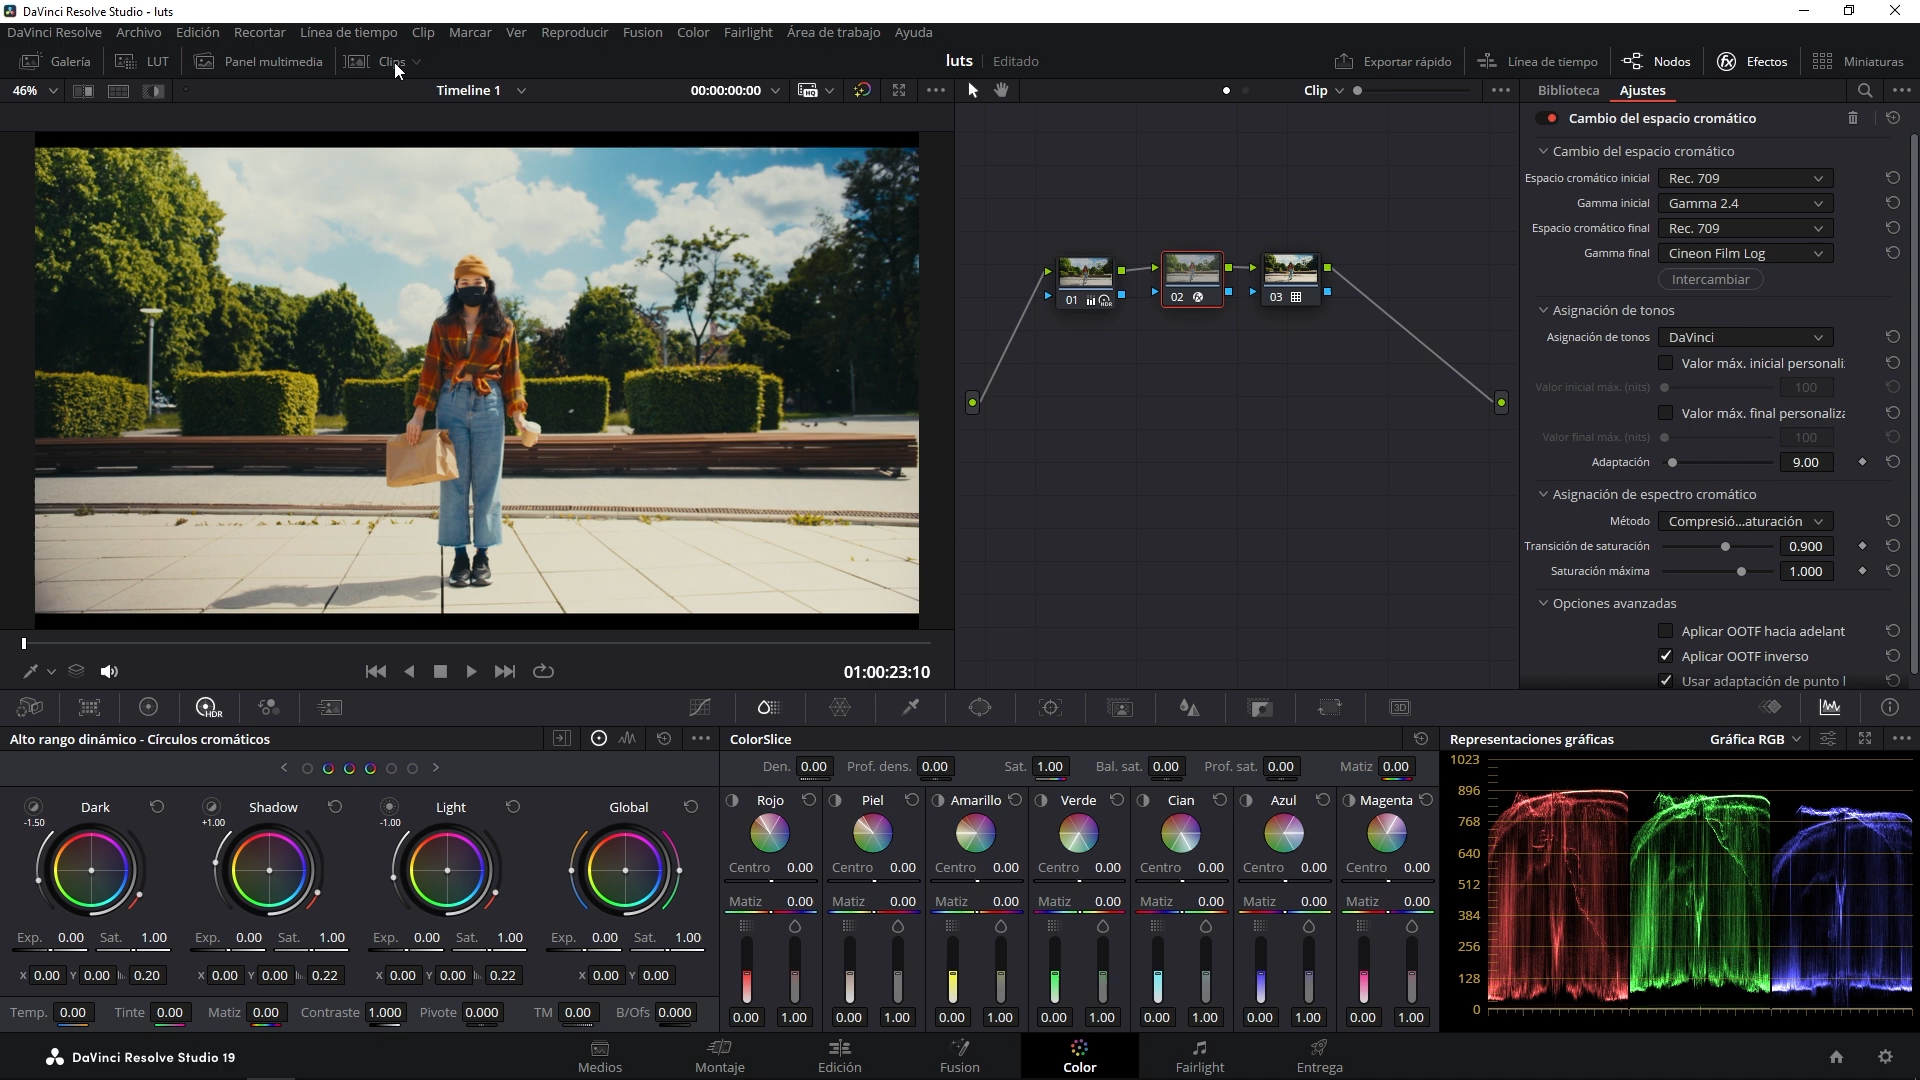 DaVinci Resolve Studio - luts
DaVinci Resolve Archivo Edición Recortar Línea de tiempo Clip Marcar Ver Reproducir Fusion Color Fairlight Área de trabajo Ayuda
Galería LUT Panel multimedia Clips luts Editado Exportar rápido Línea de tiempo Nodos Efectos Miniaturas
46% Timeline 1 00:00:00:00 HQ Clip Biblioteca Ajustes
Cambio del espacio cromático
Cambio del espacio cromático
Espacio cromático inicial Rec. 709
Gamma inicial Gamma 2.4
Espacio cromático final Rec. 709
Gamma final Cineon Film Log
Intercambiar
01 HDR 02 03
Asignación de tonos
Asignación de tonos DaVinci
Valor máx. inicial personali
Valor inicial máx. (nits) 100
Valor máx. final personaliza
Valor final máx. (nits) 100
Adaptación 9.00
Asignación de espectro cromático
Método Compresió...aturación
Transición de saturación 0.900
Saturación máxima 1.000
Opciones avanzadas
Aplicar OOTF hacia adelant
Aplicar OOTF inverso
Usar adaptación de punto l
01:00:23:10
HDR 3D
Alto rango dinámico - Círculos cromáticos ColorSlice Representaciones gráficas Gráfica RGB
Den. 0.00 Prof. dens. 0.00 Sat. 1.00 Bal. sat. 0.00 Prof. sat. 0.00 Matiz 0.00
Dark Shadow Light Global
-1.50 +1.00 -1.00
Rojo Piel Amarillo Verde Cian Azul Magenta
Centro 0.00 Centro 0.00 Centro 0.00 Centro 0.00 Centro 0.00 Centro 0.00 Centro 0.00
Matiz 0.00 Matiz 0.00 Matiz 0.00 Matiz 0.00 Matiz 0.00 Matiz 0.00 Matiz 0.00
Exp. 0.00 Sat. 1.00 Exp. 0.00 Sat. 1.00 Exp. 0.00 Sat. 1.00 Exp. 0.00 Sat. 1.00
X 0.00 Y 0.00 0.20 X 0.00 Y 0.00 0.22 X 0.00 Y 0.00 0.22 X 0.00 Y 0.00
Temp. 0.00 Tinte 0.00 Matiz 0.00 Contraste 1.000 Pivote 0.000 TM 0.00 B/Ofs 0.000
0.00 1.00 0.00 1.00 0.00 1.00 0.00 1.00 0.00 1.00 0.00 1.00 0.00 1.00
1023
896
768
640
512
384
256
128
0
DaVinci Resolve Studio 19
Medios Montaje Edición Fusion Color Fairlight Entrega